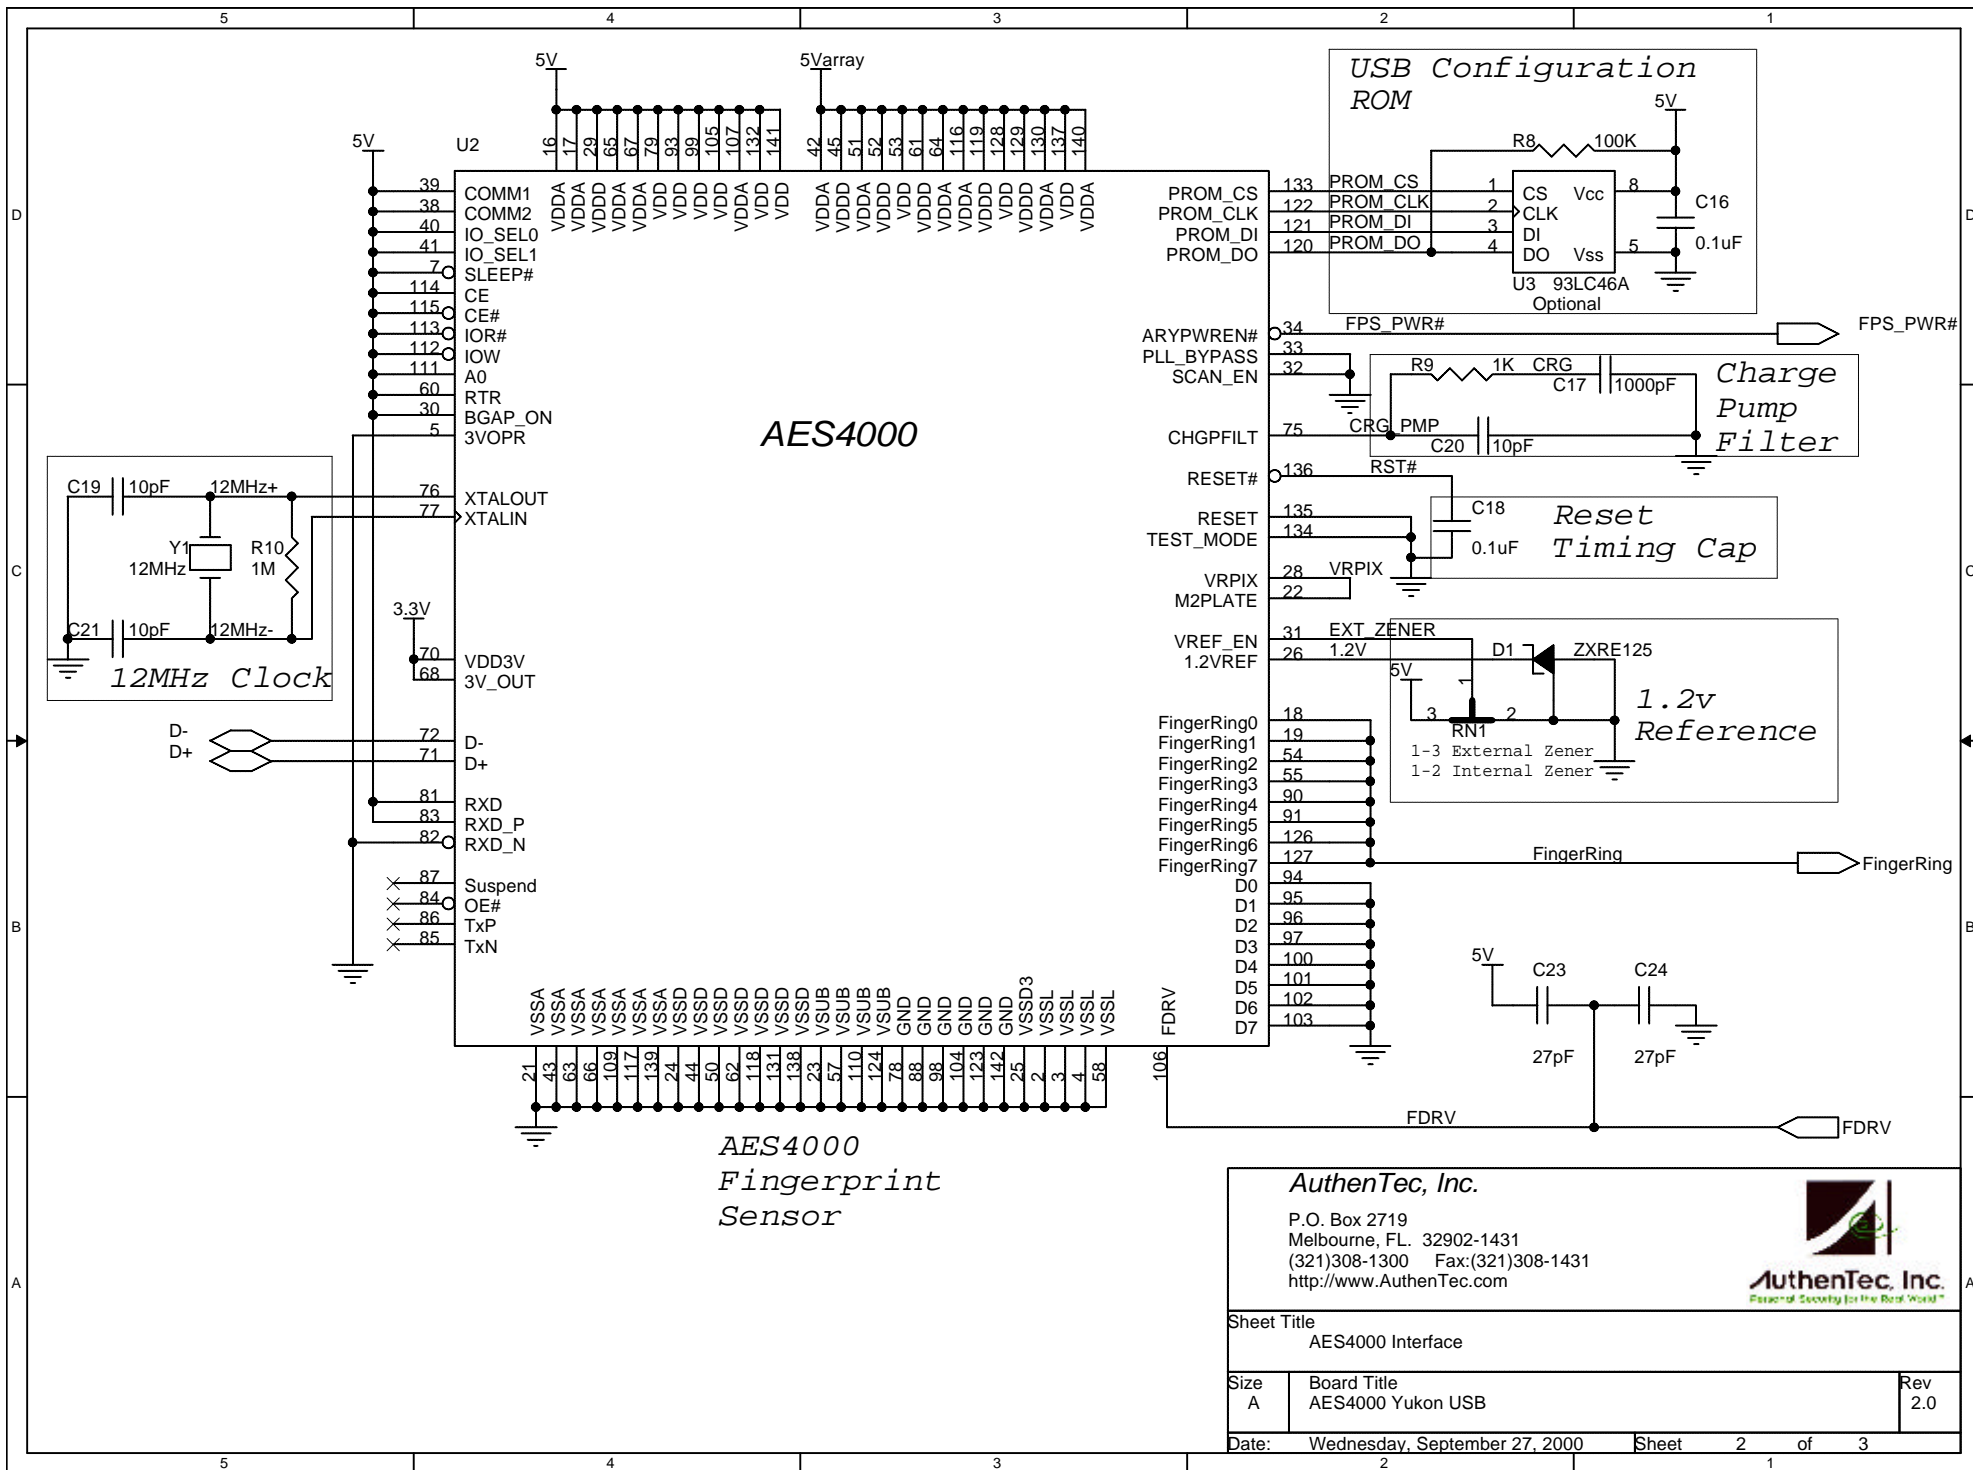 5 4 3 2 1
D
C
B
A
5V
5Varray
USB Configuration
ROM
5V
R8 100K
5V
U2
16 17 29 65 67 79 93 99 105 107 132 141
42 45 51 52 53 61 64 116 119 128 129 130 137 140
VDDA VDDA VDDD VDDA VDDA VDD VDD VDD VDD VDDA VDD VDD
VDDA VDDA VDDD VDDD VDD VDDD VDDA VDDA VDDD VDDD VDDD VDDA VDD VDDA
39 COMM1
38 COMM2
40 IO_SEL0
41 IO_SEL1
7 SLEEP#
114 CE
115 CE#
113 IOR#
112 IOW
111 A0
60 RTR
30 BGAP_ON
5 3VOPR
76 XTALOUT
77 XTALIN
3.3V
70 VDD3V
68 3V_OUT
72 D-
71 D+
81 RXD
83 RXD_P
82 RXD_N
87 Suspend
84 OE#
86 TxP
85 TxN
C19 10pF 12MHz+
Y1
12MHz
R10
1M
C21 10pF 12MHz-
12MHz Clock
D-
D+
AES4000
PROM_CS 133 PROM_CS 1 CS Vcc 8
PROM_CLK 122 PROM_CLK 2 CLK
PROM_DI 121 PROM_DI 3 DI
PROM_DO 120 PROM_DO 4 DO Vss 5
C16
0.1uF
U3 93LC46A
Optional
ARYPWREN# 34 FPS_PWR# FPS_PWR#
PLL_BYPASS 33
SCAN_EN 32
R9 1K CRG
C17 1000pF
Charge
Pump
Filter
CHGPFILT 75 CRG_PMP
C20 10pF
RESET# 136 RST#
RESET 135
TEST_MODE 134
C18
0.1uF
Reset
Timing Cap
VRPIX 28 VRPIX
M2PLATE 22
VREF_EN 31 EXT_ZENER
1.2VREF 26 1.2V
D1 ZXRE125
5V
1
3 2
RN1
1-3 External Zener
1-2 Internal Zener
1.2v
Reference
FingerRing0 18
FingerRing1 19
FingerRing2 54
FingerRing3 55
FingerRing4 90
FingerRing5 91
FingerRing6 126
FingerRing7 127 FingerRing FingerRing
D0 94
D1 95
D2 96
D3 97
D4 100
D5 101
D6 102
D7 103
5V
C23 C24
27pF 27pF
VSSA VSSA VSSA VSSA VSSA VSSA VSSA VSSD VSSD VSSD VSSD VSSD VSSD VSSD VSUB VSUB VSUB VSUB GND GND GND GND GND GND VSSD3 VSSL VSSL VSSL VSSL FDRV
21 43 63 66 109 117 139 24 44 50 62 118 131 138 23 57 110 124 78 88 98 104 123 142 25 2 3 4 58 106
FDRV FDRV
AES4000
Fingerprint
Sensor
AuthenTec, Inc.
P.O. Box 2719
Melbourne, FL. 32902-1431
(321)308-1300 Fax:(321)308-1431
http://www.AuthenTec.com
AuthenTec, Inc.
Personal Security for the Real World™
Sheet Title
AES4000 Interface
Size Board Title Rev
A AES4000 Yukon USB 2.0
Date: Wednesday, September 27, 2000 Sheet 2 of 3
5 4 3 2 1
D
C
B
A